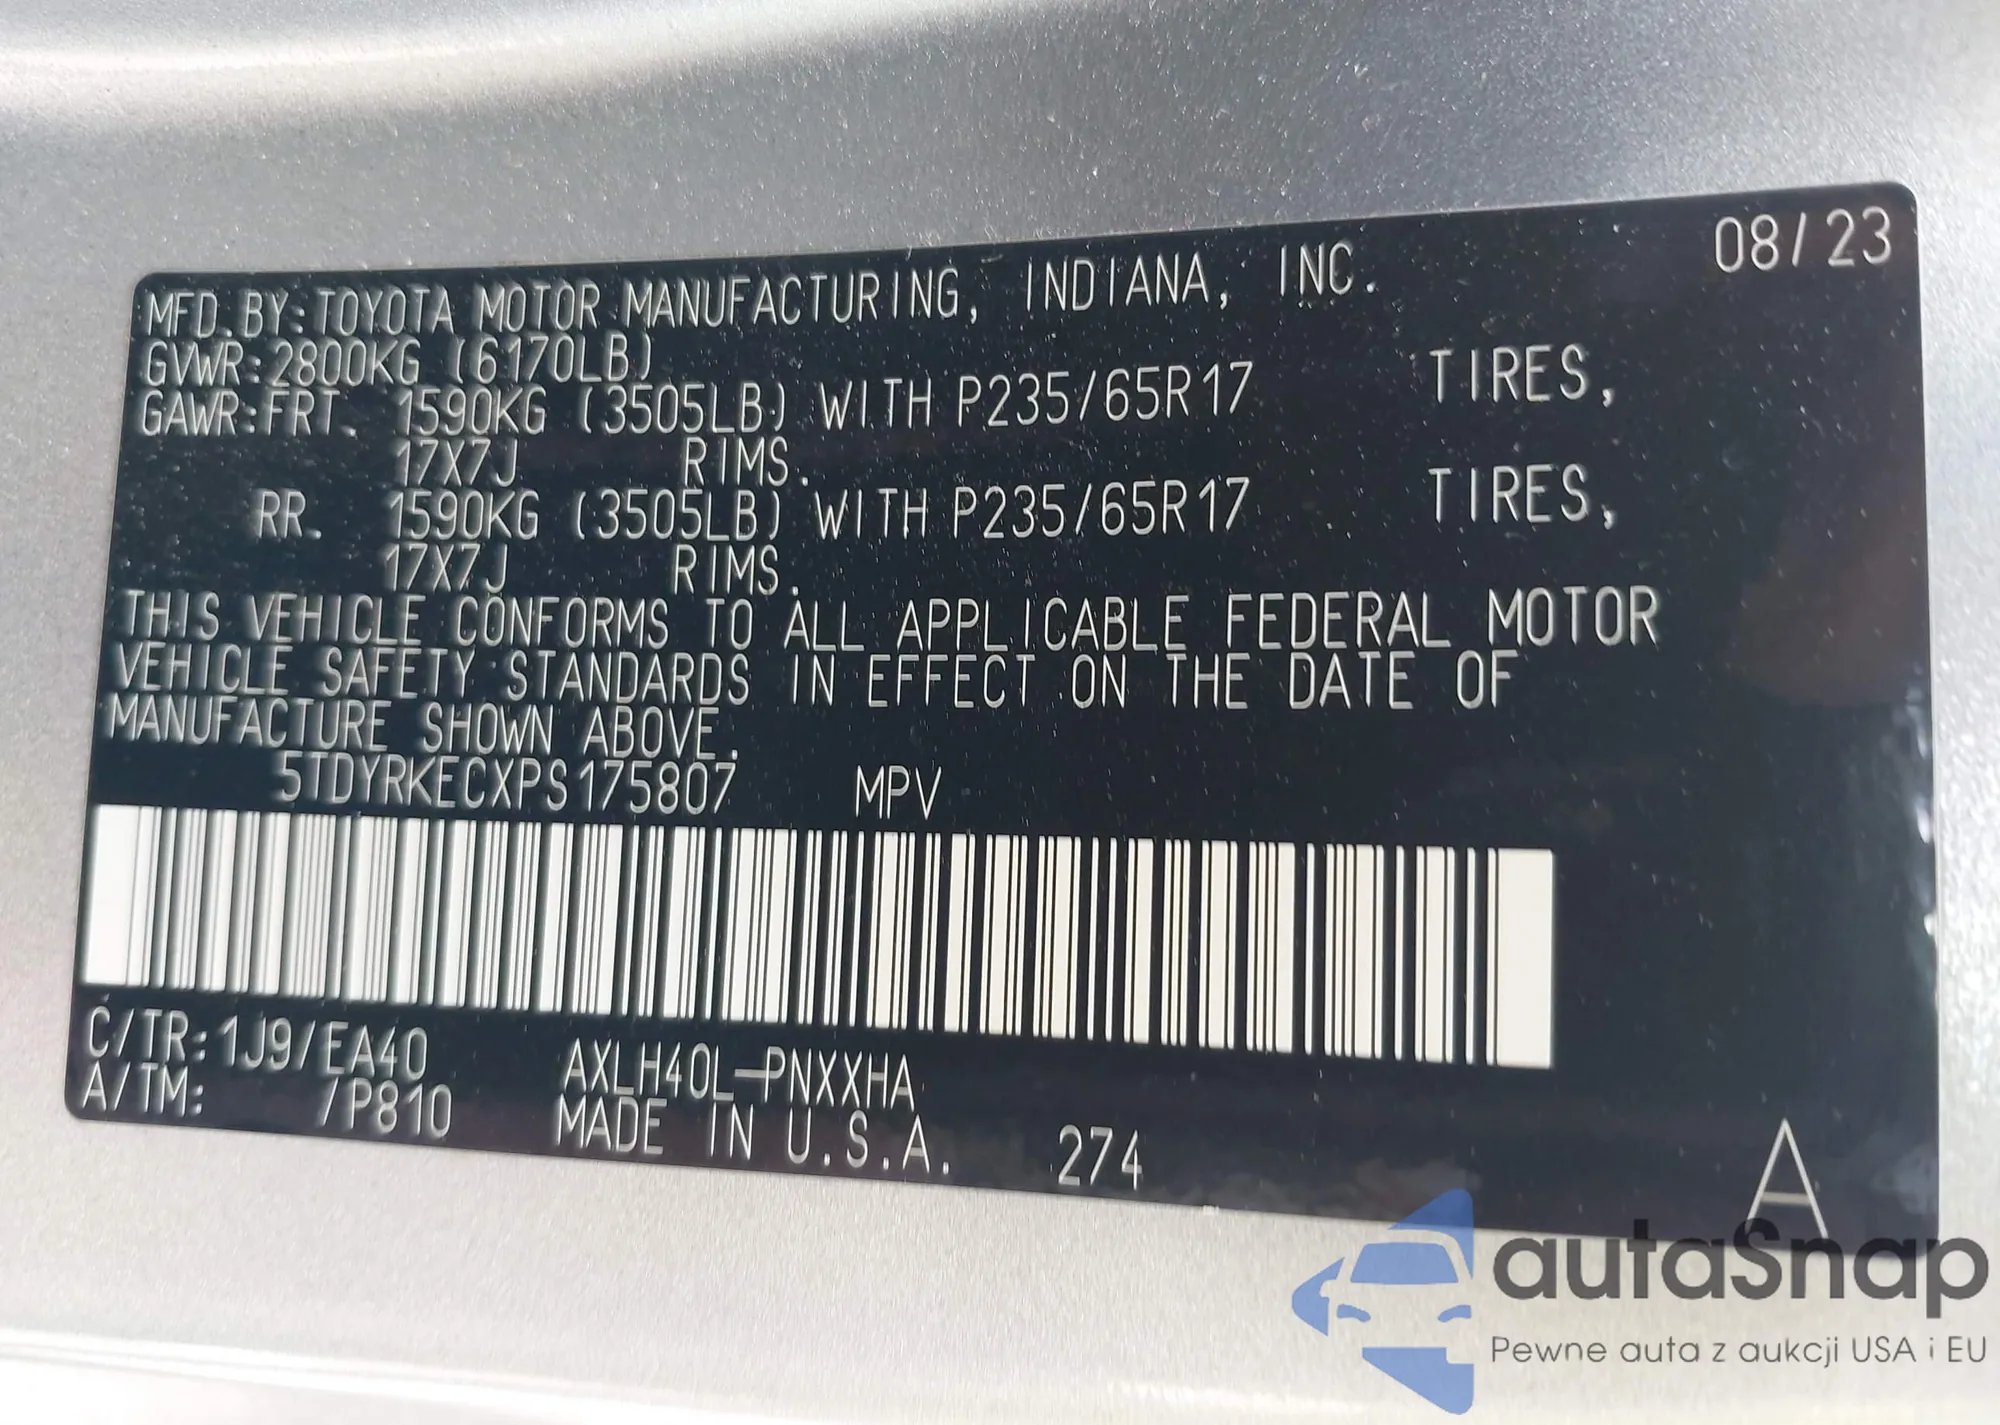 08/23
MFD.BY:TOYOTA MOTOR MANUFACTURING, INDIANA, INC.
GVWR:2800KG (6170LB)
GAWR:FRT. 1590KG (3505LB) WITH P235/65R17 TIRES,
17X7J RIMS.
RR. 1590KG (3505LB) WITH P235/65R17 TIRES,
17X7J RIMS.
THIS VEHICLE CONFORMS TO ALL APPLICABLE FEDERAL MOTOR
VEHICLE SAFETY STANDARDS IN EFFECT ON THE DATE OF
MANUFACTURE SHOWN ABOVE.
5TDYRKECXPS175807 MPV
C/TR:1J9/EA40 AXLH40L-PNXXHA
A/TM: /P810 MADE IN U.S.A. 274
A
autaSnap
Pewne auta z aukcji USA i EU